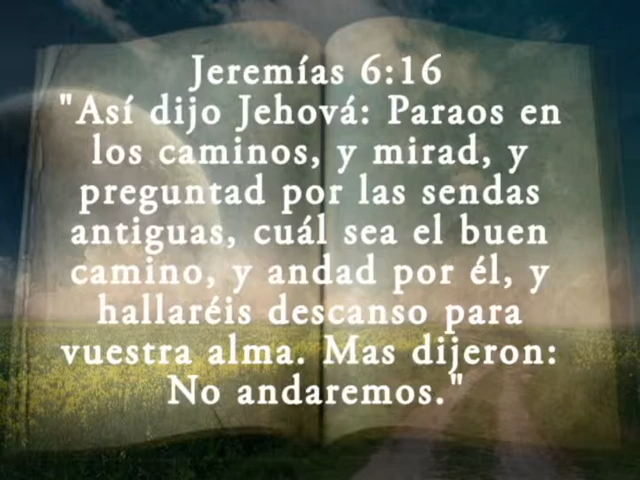 Jeremías 6:16
"Así dijo Jehová: Paraos en
los caminos, y mirad, y
preguntad por las sendas
antiguas, cuál sea el buen
camino, y andad por él, y
hallaréis descanso para
vuestra alma. Mas dijeron:
No andaremos."